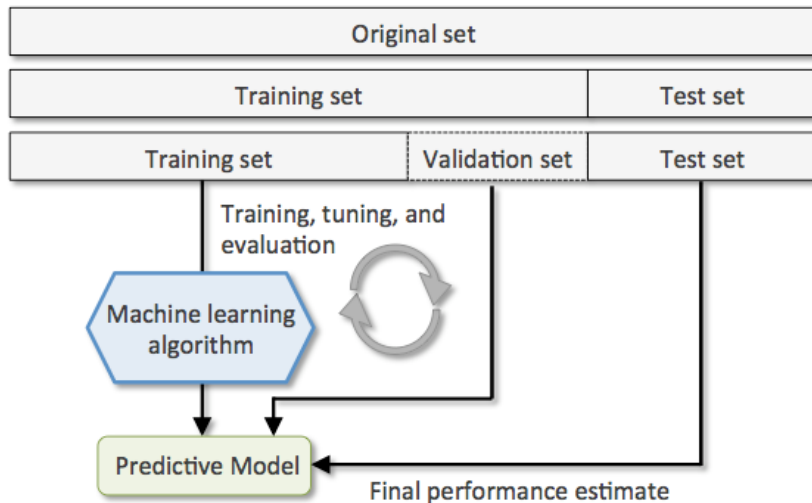 Original set
Training set
Test set
Training set
Validation set
Test set
Training, tuning, and
evaluation
Machine learning
algorithm
Predictive Model
Final performance estimate